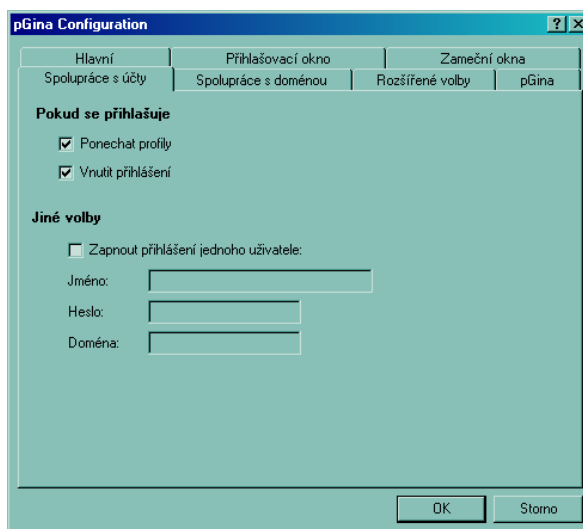 pGina Configuration
Hlavní Přihlašovací okno Zameční okna
Spolupráce s účty Spolupráce s doménou Rozšířené volby pGina
Pokud se přihlašuje
Ponechat profily
Vnutit přihlášení
Jiné volby
Zapnout přihlášení jednoho uživatele:
Jméno:
Heslo:
Doména:
OK Storno